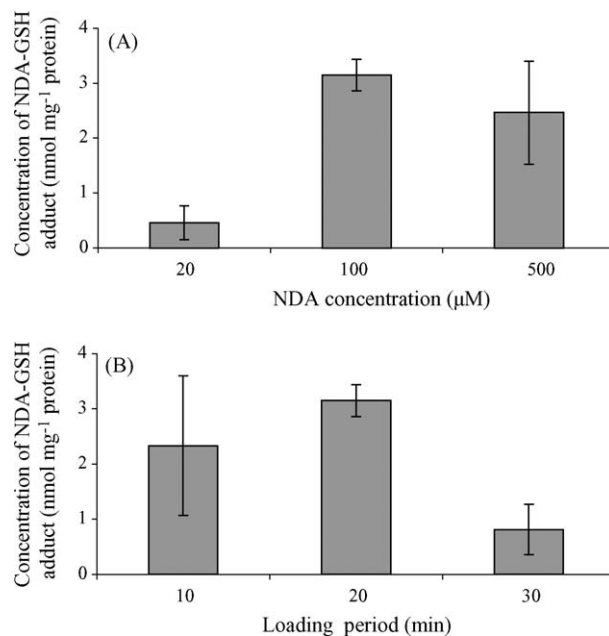 (A)
Concentration of NDA-GSH
adduct (nmol mg⁻¹ protein)
4
3
2
1
0
20 100 500
NDA concentration (μM)
(B)
Concentration of NDA-GSH
adduct (nmol mg⁻¹ protein)
4
3
2
1
0
10 20 30
Loading period (min)